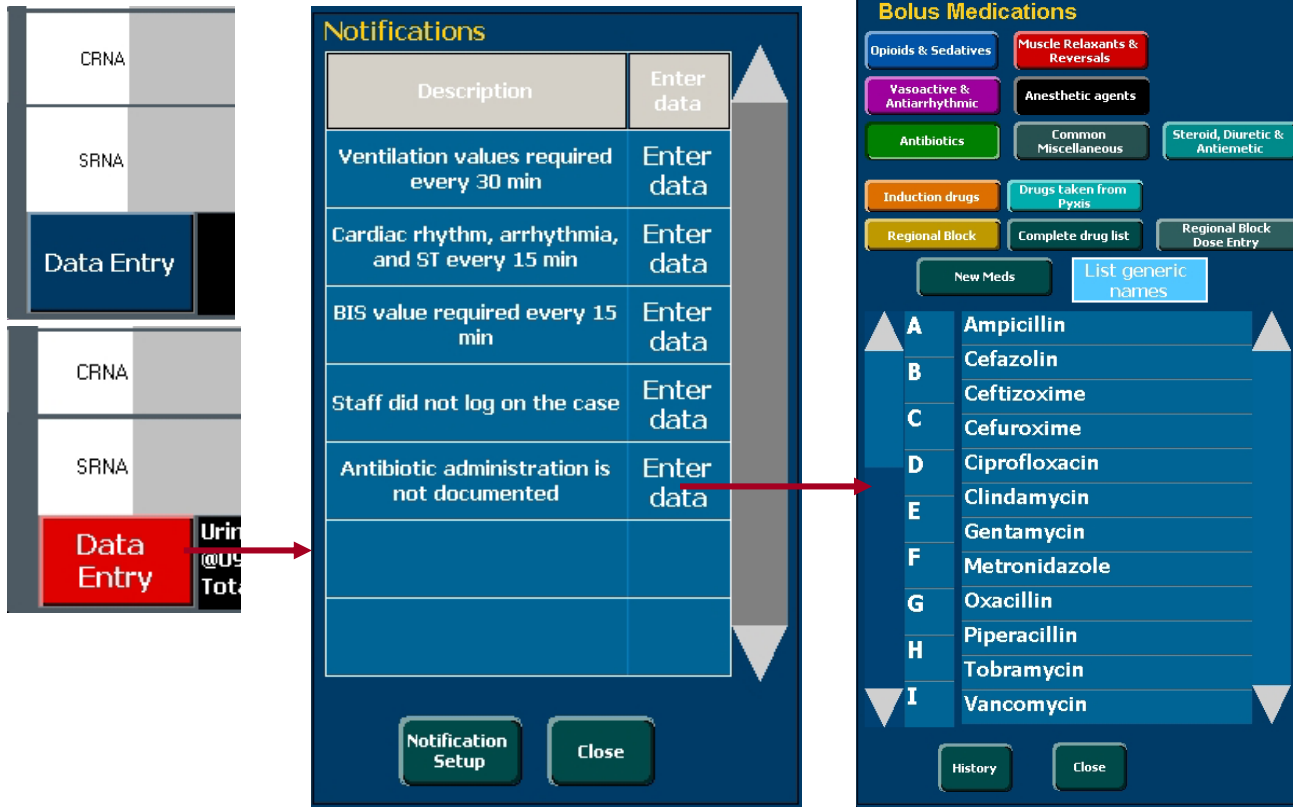 CRNA
SRNA
Data Entry
CRNA
SRNA
Data
Entry
Urin
@09
Tota
Notifications
Description
Enter
data
Ventilation values required
every 30 min
Enter
data
Cardiac rhythm, arrhythmia,
and ST every 15 min
Enter
data
BIS value required every 15
min
Enter
data
Staff did not log on the case
Enter
data
Antibiotic administration is
not documented
Enter
data
Notification
Setup
Close
Bolus Medications
Opioids & Sedatives
Muscle Relaxants &
Reversals
Vasoactive &
Antiarrhythmic
Anesthetic agents
Antibiotics
Common
Miscellaneous
Steroid, Diuretic &
Antiemetic
Induction drugs
Drugs taken from
Pyxis
Regional Block
Complete drug list
Regional Block
Dose Entry
New Meds
List generic
names
A
B
C
D
E
F
G
H
I
Ampicillin
Cefazolin
Ceftizoxime
Cefuroxime
Ciprofloxacin
Clindamycin
Gentamycin
Metronidazole
Oxacillin
Piperacillin
Tobramycin
Vancomycin
History
Close